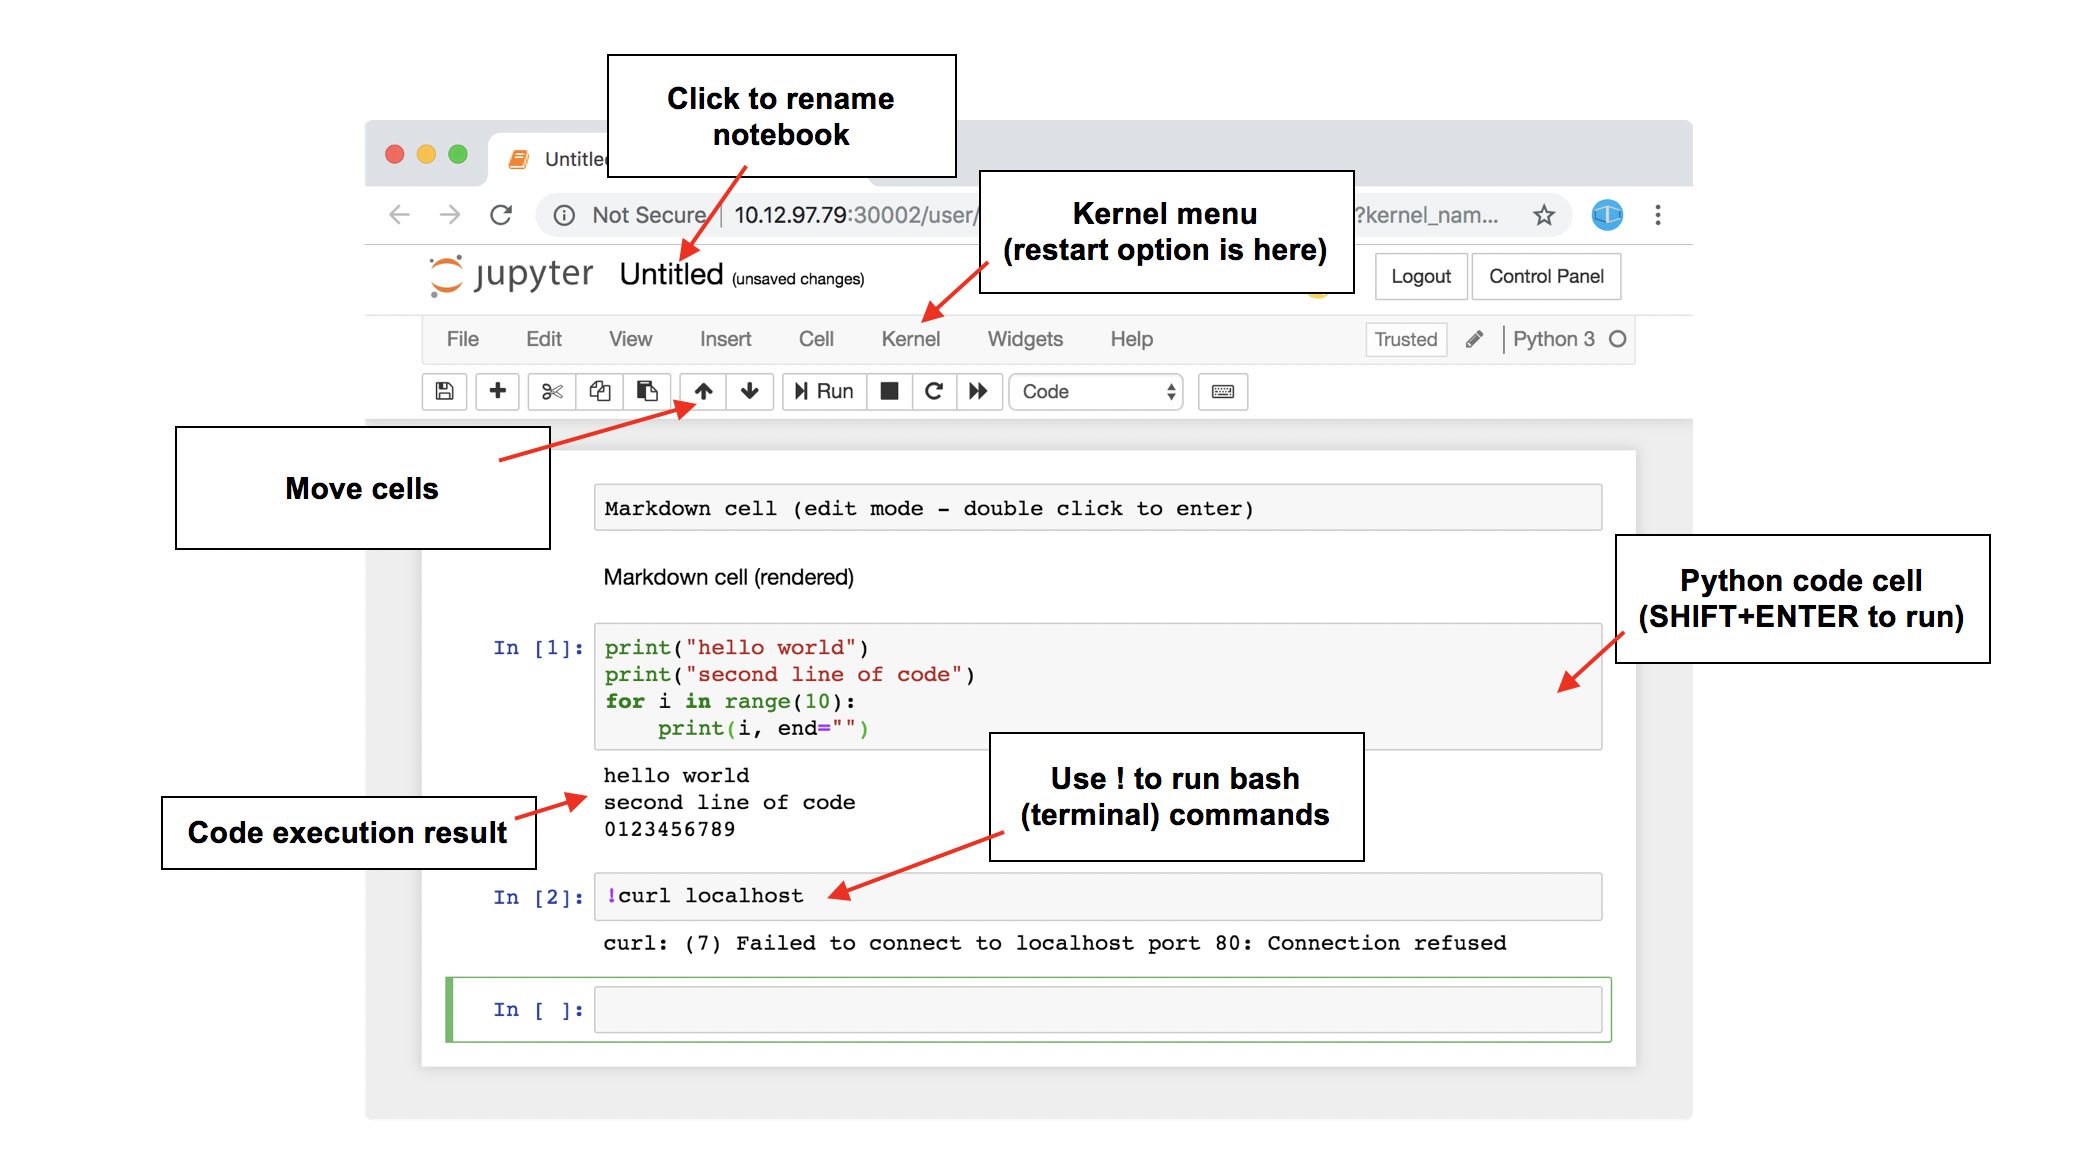 Click to rename
notebook
Untitle
Not Secure | 10.12.97.79:30002/user/
?kernel_nam...
Kernel menu
(restart option is here)
jupyter Untitled (unsaved changes)
Logout
Control Panel
File Edit View Insert Cell Kernel Widgets Help
Trusted
Python 3
Run
Code
Move cells
Markdown cell (edit mode - double click to enter)
Markdown cell (rendered)
Python code cell
(SHIFT+ENTER to run)
In [1]:
print("hello world")
print("second line of code")
for i in range(10):
    print(i, end="")
hello world
second line of code
0123456789
Code execution result
Use ! to run bash
(terminal) commands
In [2]:
!curl localhost
curl: (7) Failed to connect to localhost port 80: Connection refused
In [ ]: